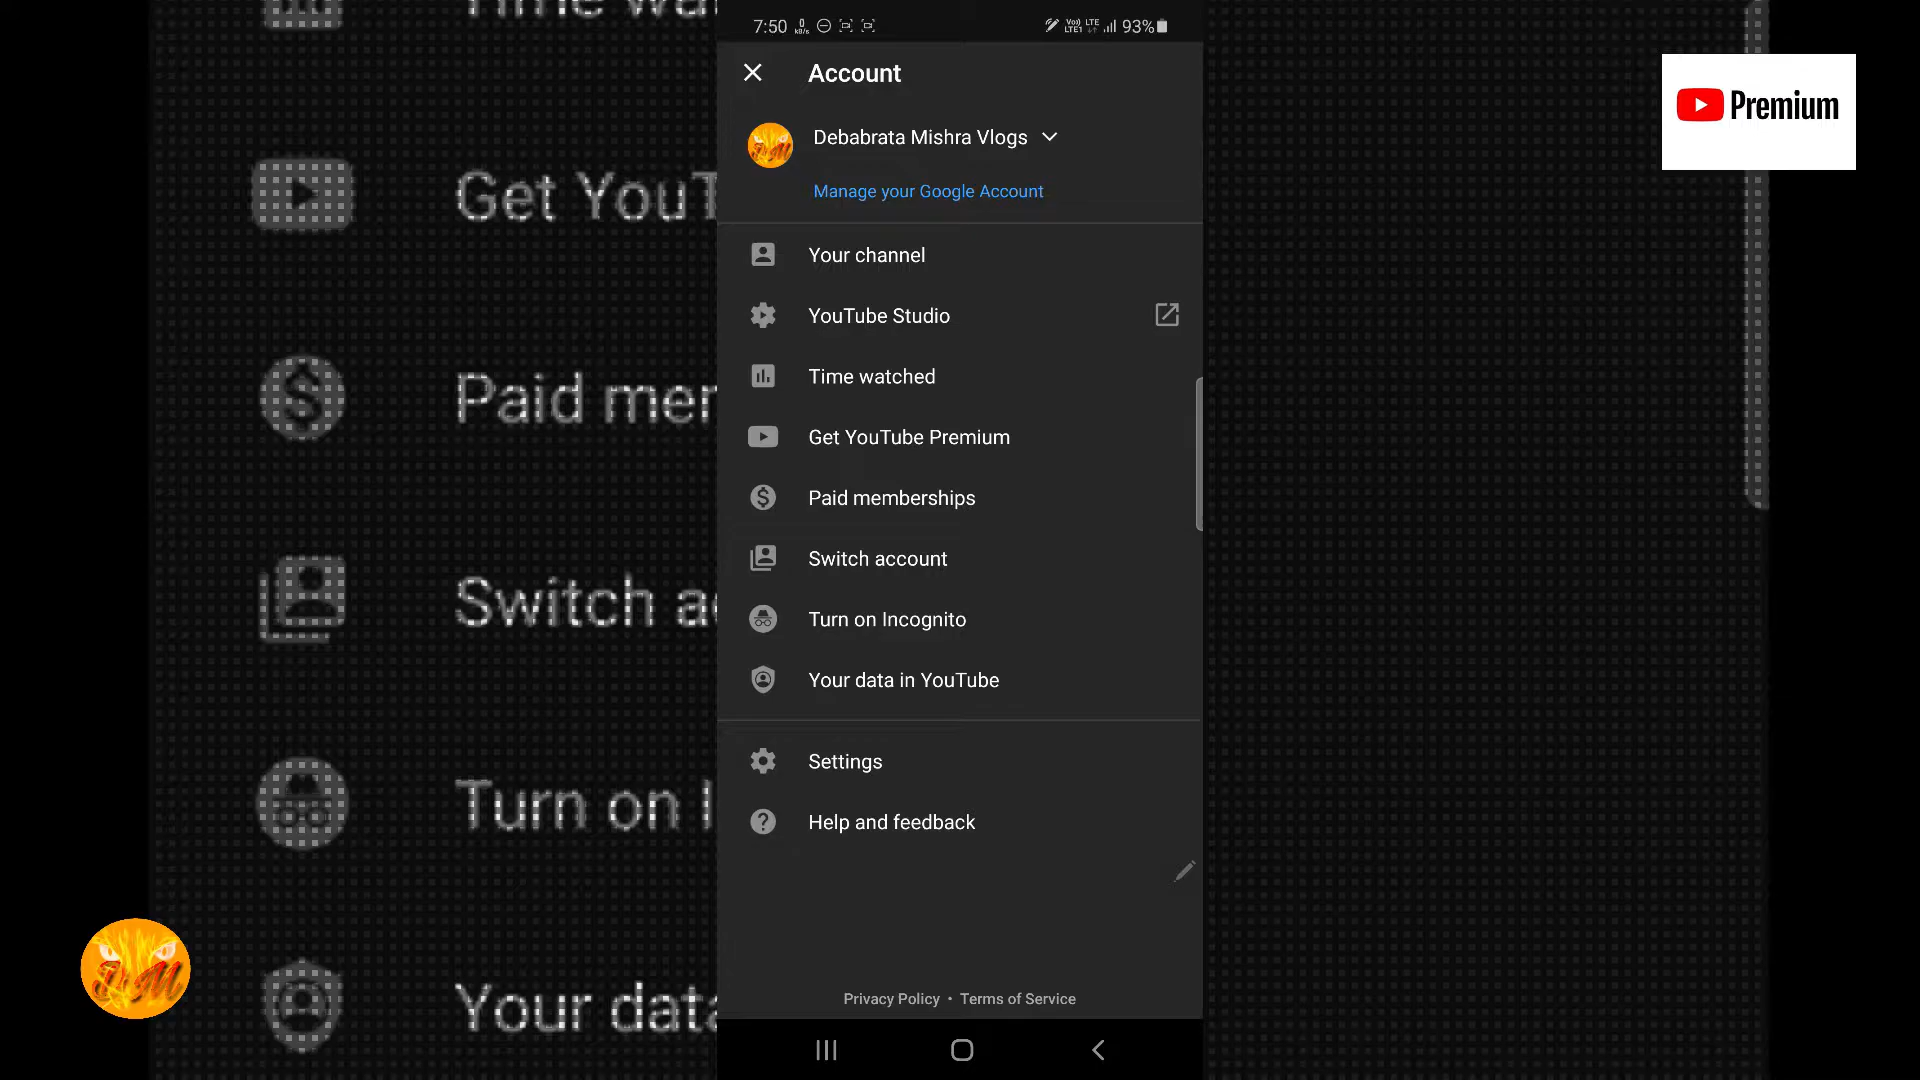 7:50
93%
Account
Debabrata Mishra Vlogs
Manage your Google Account
Your channel
YouTube Studio
Time watched
Get YouTube Premium
Paid memberships
Switch account
Turn on Incognito
Your data in YouTube
Settings
Help and feedback
Privacy Policy • Terms of Service
Premium
Get YouT
Paid mer
Switch a
Turn on I
Your data